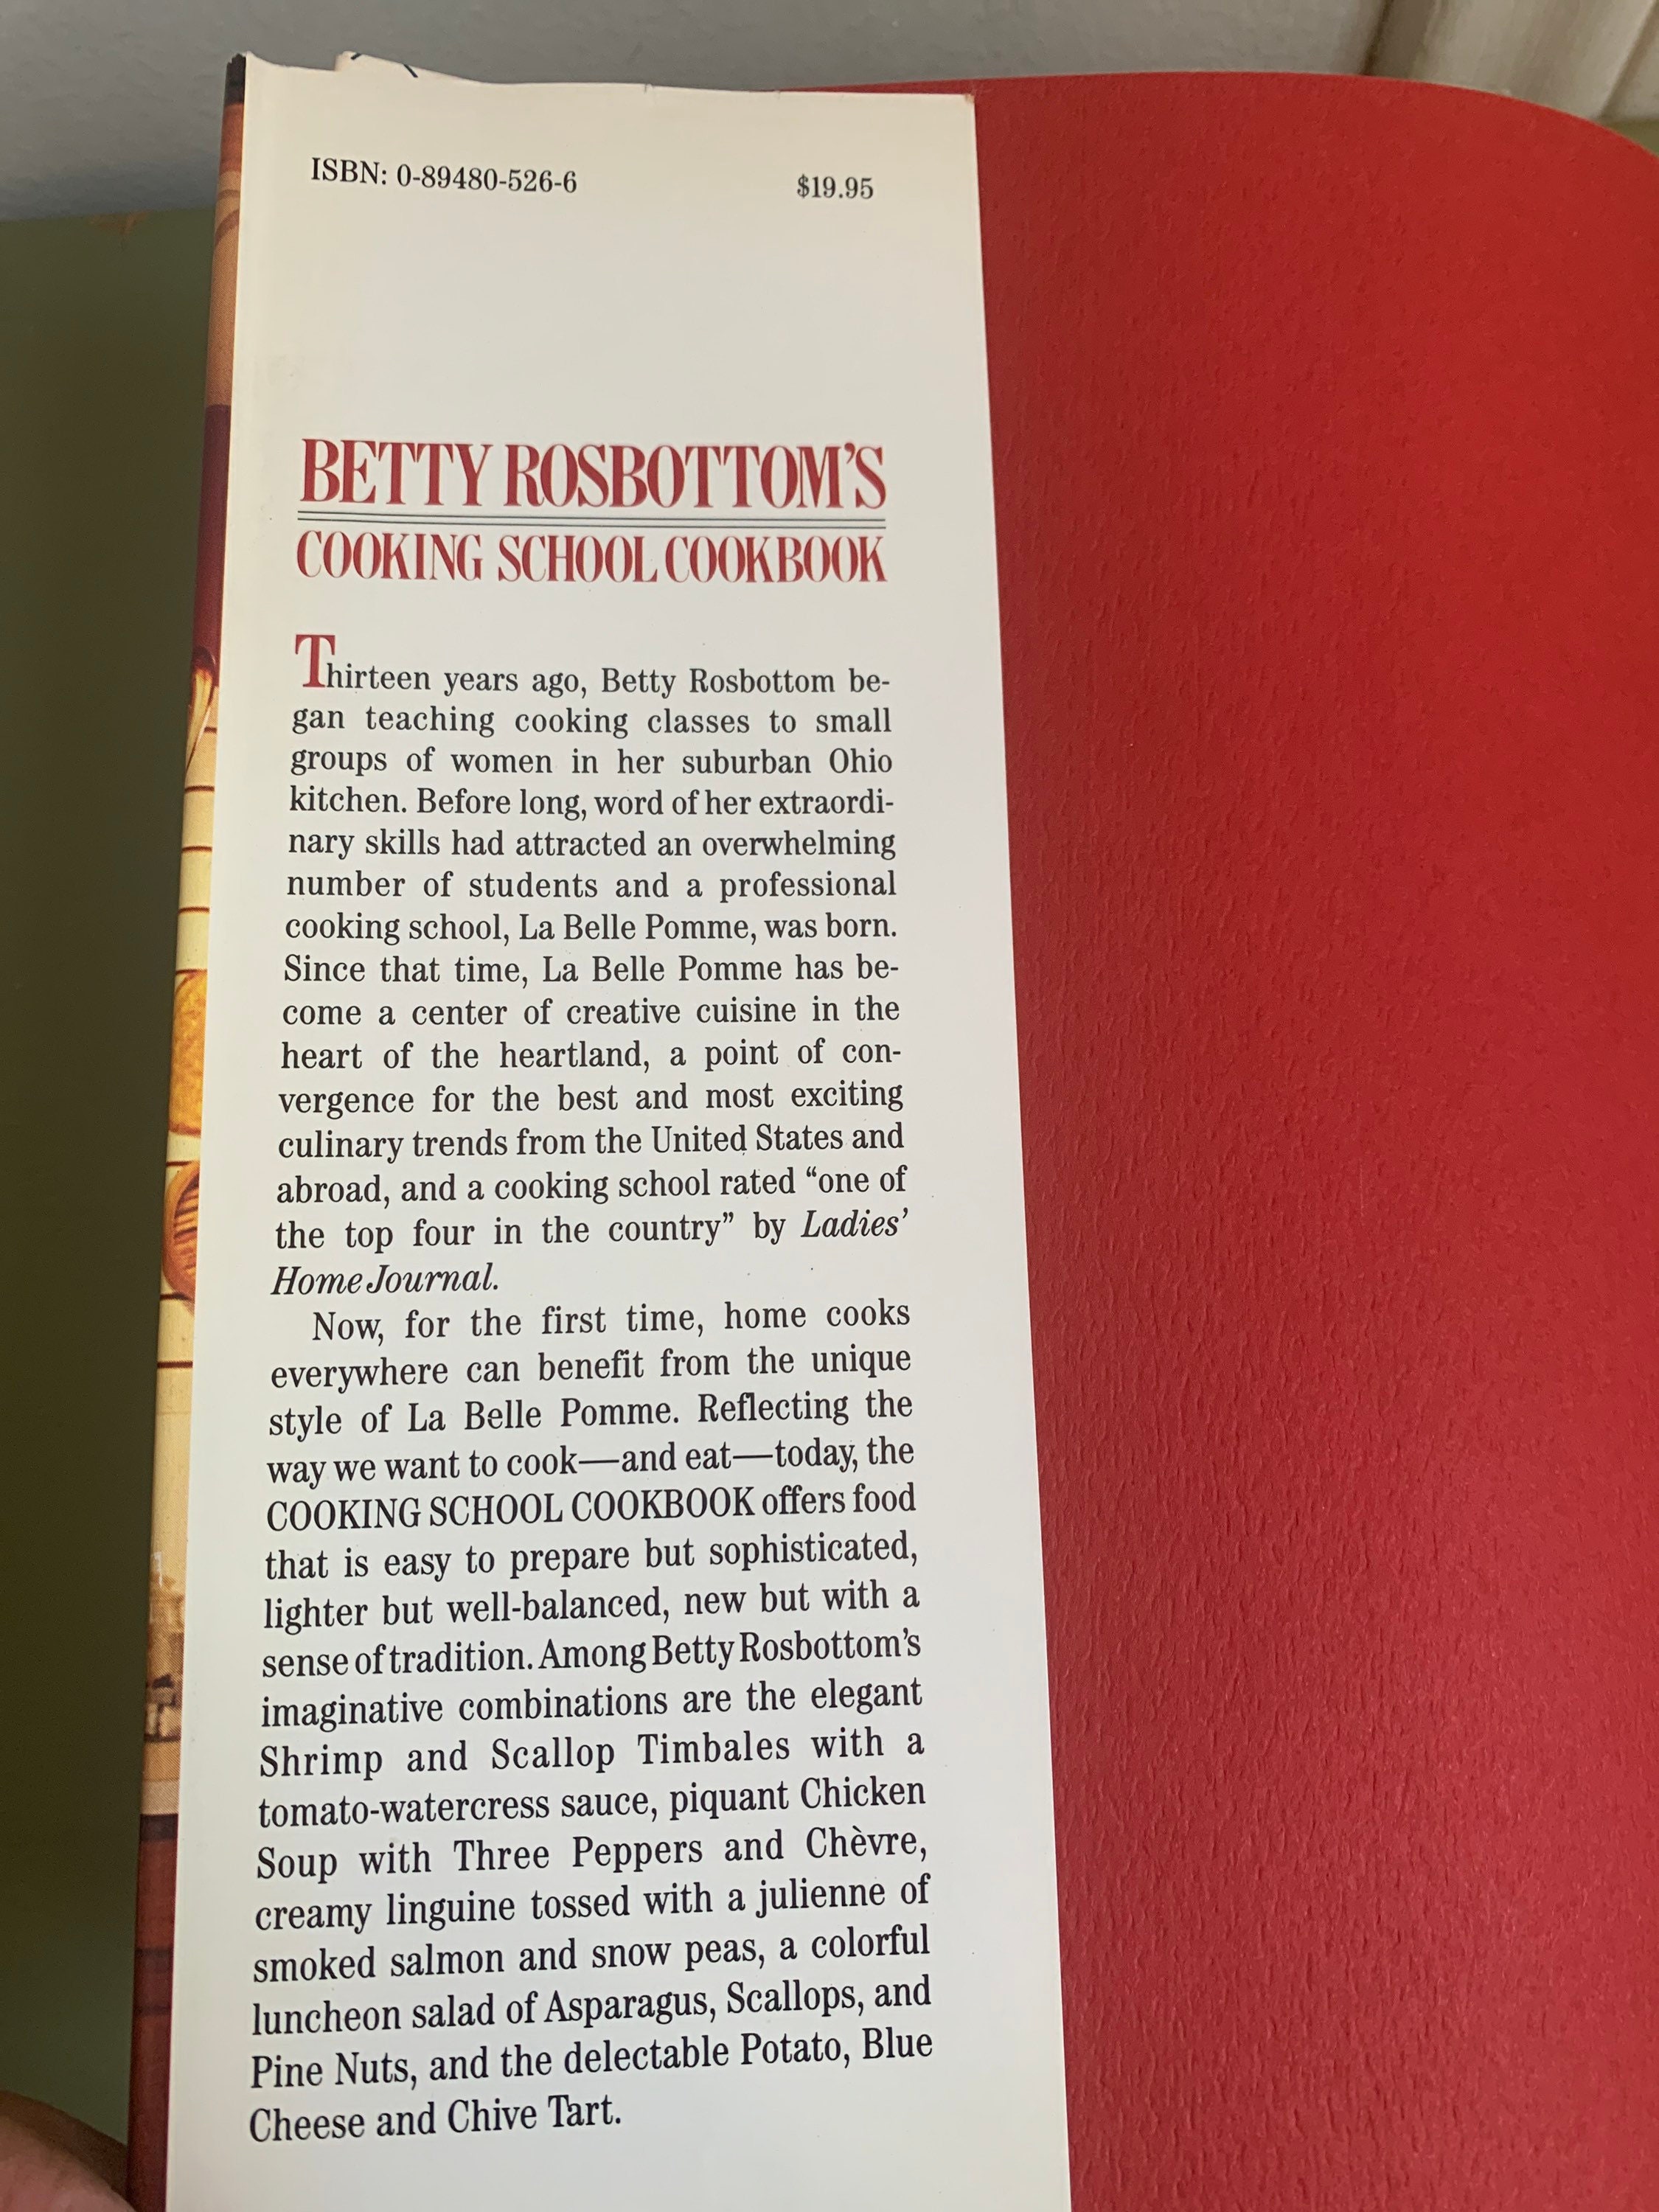 ISBN: 0-89480-526-6 $19.95
BETTY ROSBOTTOM'S
COOKING SCHOOL COOKBOOK
Thirteen years ago, Betty Rosbottom be-
gan teaching cooking classes to small
groups of women in her suburban Ohio
kitchen. Before long, word of her extraordi-
nary skills had attracted an overwhelming
number of students and a professional
cooking school, La Belle Pomme, was born.
Since that time, La Belle Pomme has be-
come a center of creative cuisine in the
heart of the heartland, a point of con-
vergence for the best and most exciting
culinary trends from the United States and
abroad, and a cooking school rated “one of
the top four in the country” by Ladies’
Home Journal.
Now, for the first time, home cooks
everywhere can benefit from the unique
style of La Belle Pomme. Reflecting the
way we want to cook—and eat—today, the
COOKING SCHOOL COOKBOOK offers food
that is easy to prepare but sophisticated,
lighter but well-balanced, new but with a
sense of tradition. Among Betty Rosbottom’s
imaginative combinations are the elegant
Shrimp and Scallop Timbales with a
tomato-watercress sauce, piquant Chicken
Soup with Three Peppers and Chèvre,
creamy linguine tossed with a julienne of
smoked salmon and snow peas, a colorful
luncheon salad of Asparagus, Scallops, and
Pine Nuts, and the delectable Potato, Blue
Cheese and Chive Tart.